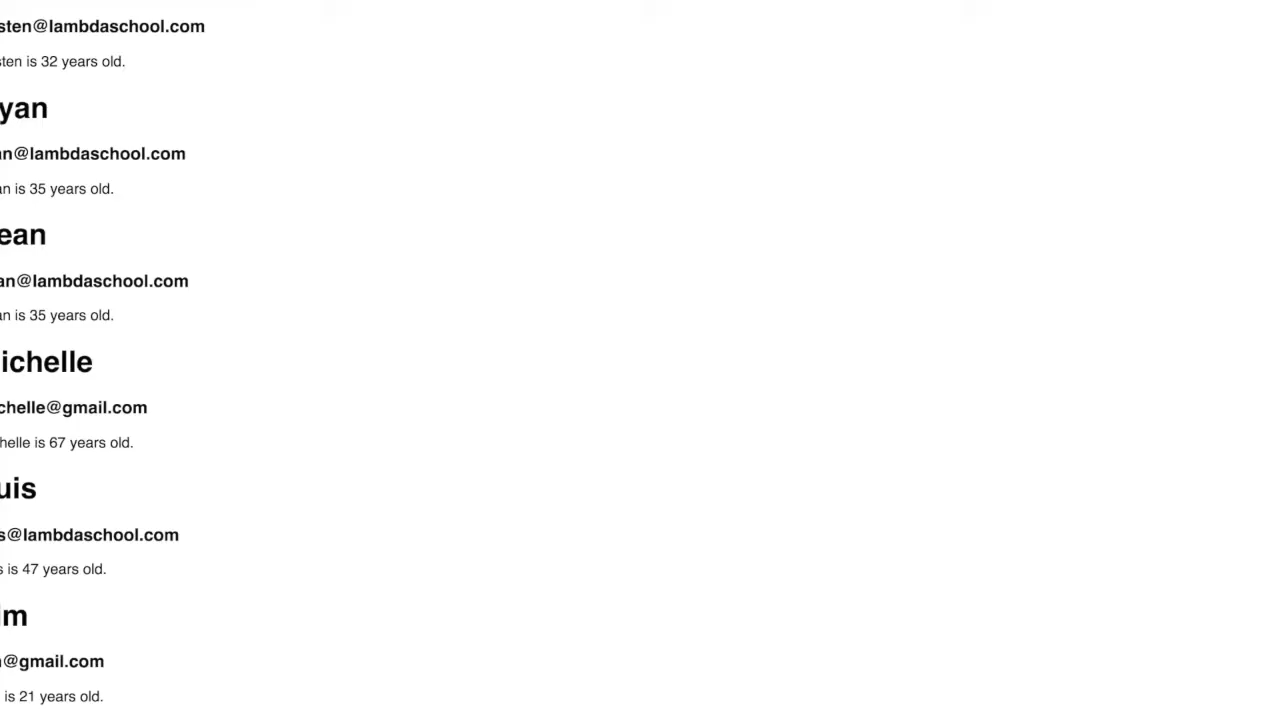 sten@lambdaschool.com
sten is 32 years old.
yan
an@lambdaschool.com
an is 35 years old.
ean
an@lambdaschool.com
an is 35 years old.
ichelle
chelle@gmail.com
helle is 67 years old.
uis
s@lambdaschool.com
s is 47 years old.
im
@gmail.com
is 21 years old.